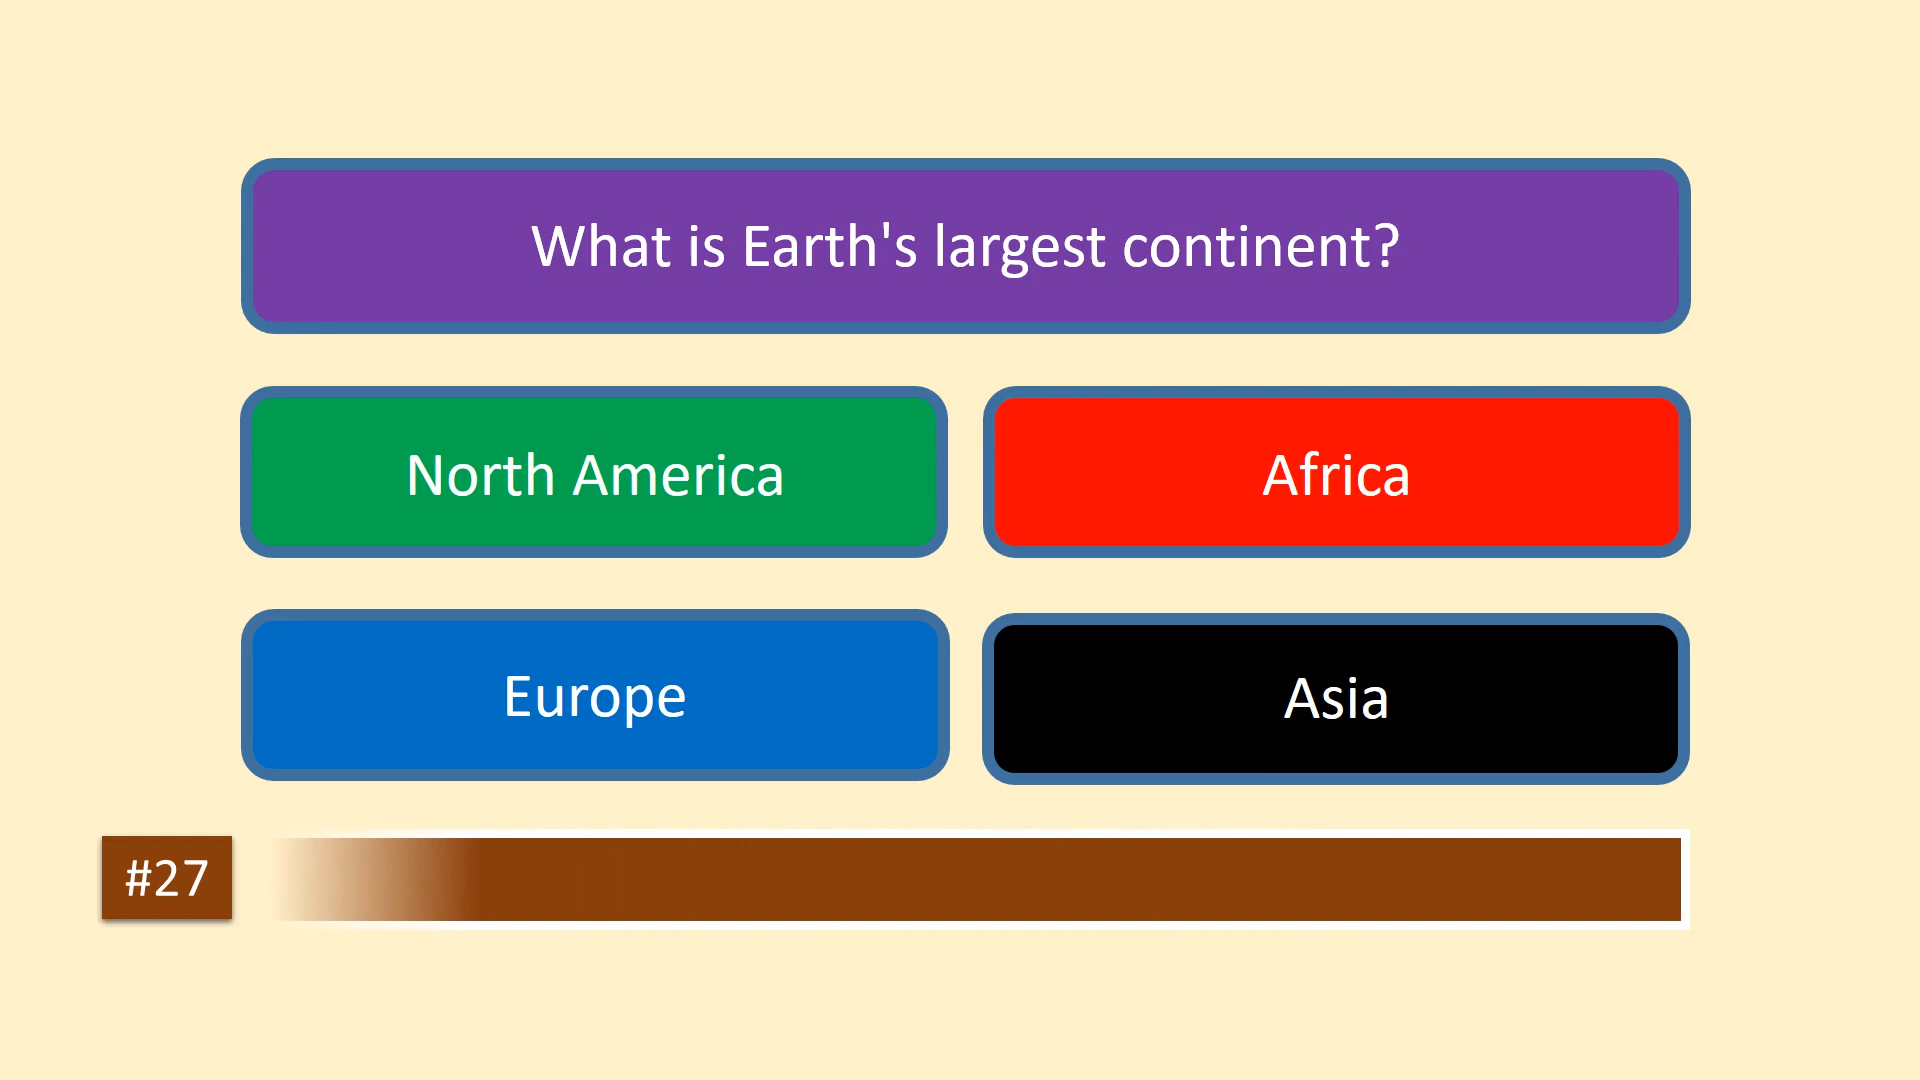 What is Earth's largest continent?
North America
Africa
Europe
Asia
#27